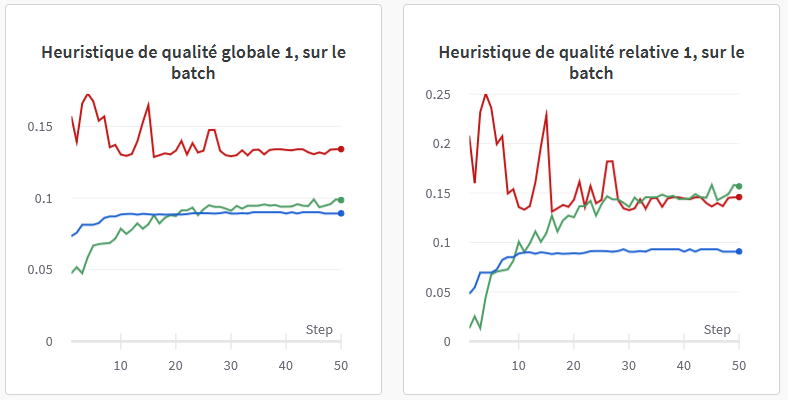 Heuristique de qualité globale 1, sur le
batch
0.15
0.1
0.05
0
Step
10 20 30 40 50
Heuristique de qualité relative 1, sur le
batch
0.25
0.2
0.15
0.1
0.05
0
Step
10 20 30 40 50